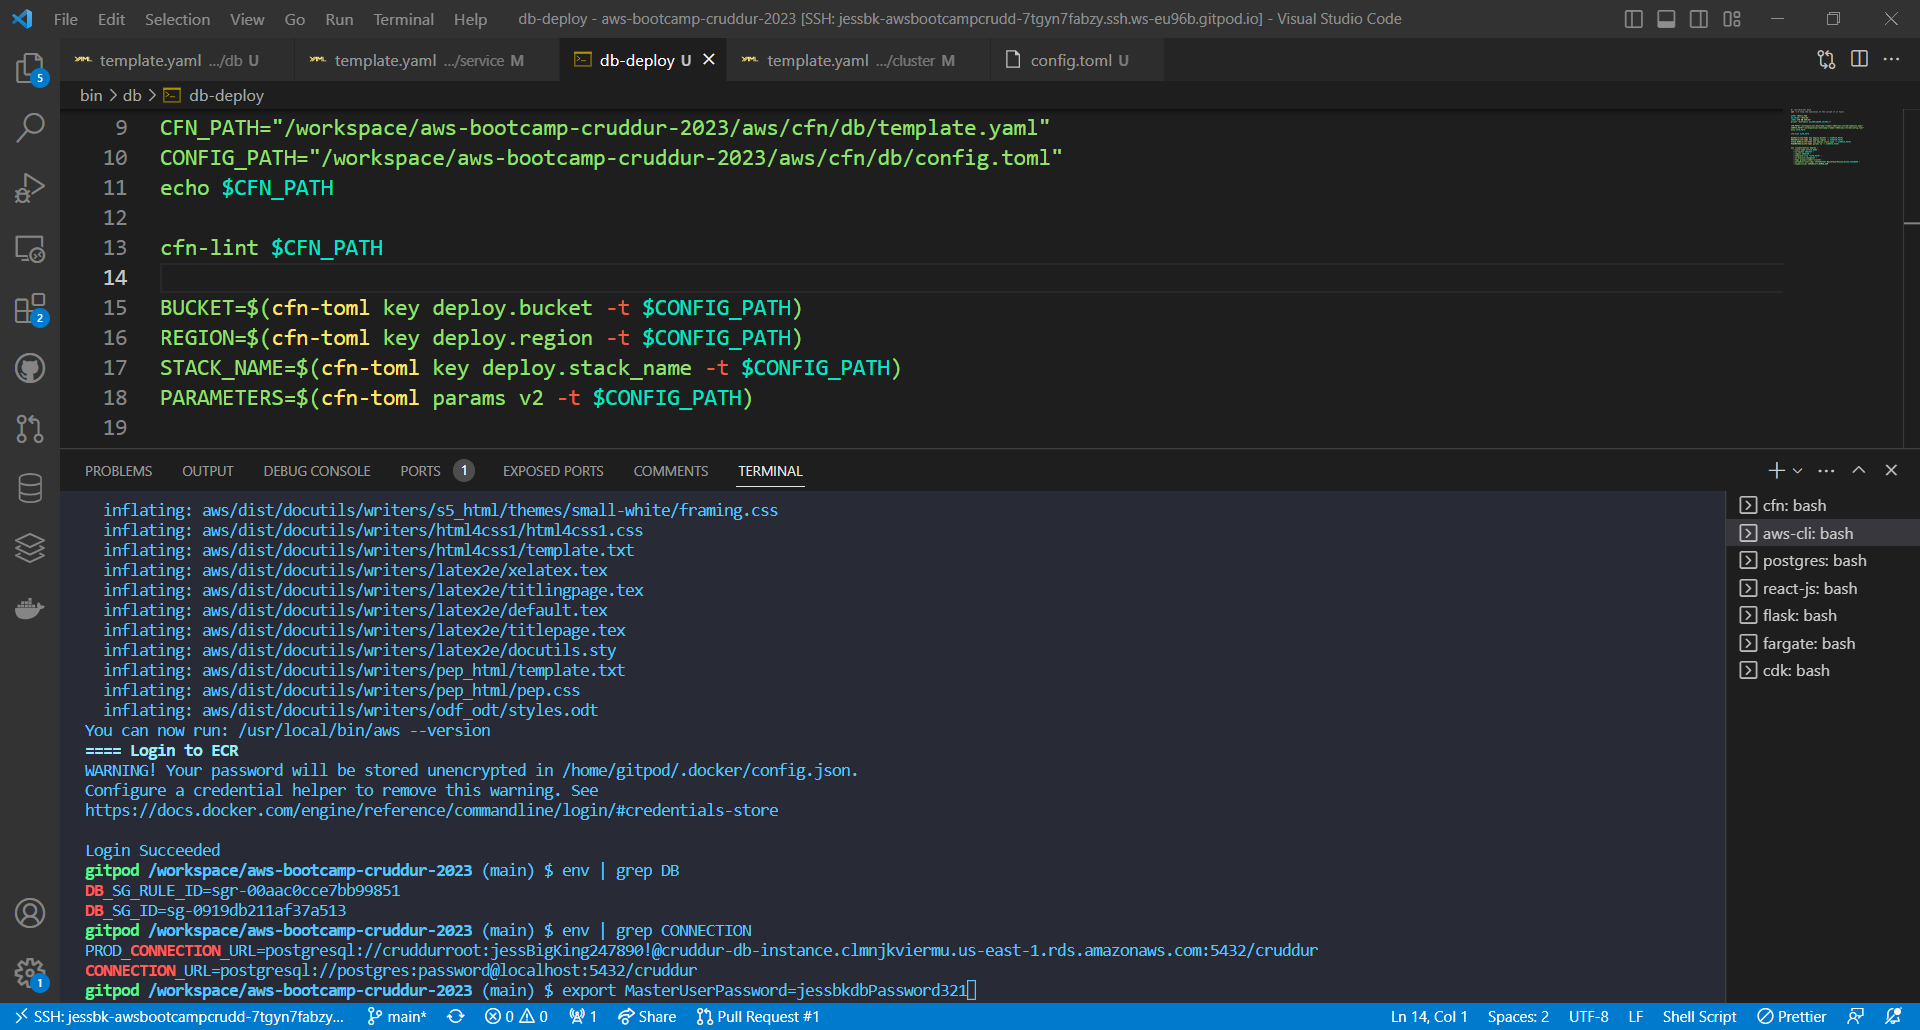 File Edit Selection View Go Run Terminal Help db-deploy - aws-bootcamp-cruddur-2023 [SSH: jessbk-awsbootcampcrudd-7tgyn7fabzy.ssh.ws-eu96b.gitpod.io] - Visual Studio Code
template.yaml .../db U template.yaml .../service M db-deploy U template.yaml .../cluster M config.toml U
bin > db > db-deploy
9 CFN_PATH="/workspace/aws-bootcamp-cruddur-2023/aws/cfn/db/template.yaml"
10 CONFIG_PATH="/workspace/aws-bootcamp-cruddur-2023/aws/cfn/db/config.toml"
11 echo $CFN_PATH
12
13 cfn-lint $CFN_PATH
14
15 BUCKET=$(cfn-toml key deploy.bucket -t $CONFIG_PATH)
16 REGION=$(cfn-toml key deploy.region -t $CONFIG_PATH)
17 STACK_NAME=$(cfn-toml key deploy.stack_name -t $CONFIG_PATH)
18 PARAMETERS=$(cfn-toml params v2 -t $CONFIG_PATH)
19
5
2
1
PROBLEMS OUTPUT DEBUG CONSOLE PORTS 1 EXPOSED PORTS COMMENTS TERMINAL
inflating: aws/dist/docutils/writers/s5_html/themes/small-white/framing.css
inflating: aws/dist/docutils/writers/html4css1/html4css1.css
inflating: aws/dist/docutils/writers/html4css1/template.txt
inflating: aws/dist/docutils/writers/latex2e/xelatex.tex
inflating: aws/dist/docutils/writers/latex2e/titlingpage.tex
inflating: aws/dist/docutils/writers/latex2e/default.tex
inflating: aws/dist/docutils/writers/latex2e/titlepage.tex
inflating: aws/dist/docutils/writers/latex2e/docutils.sty
inflating: aws/dist/docutils/writers/pep_html/template.txt
inflating: aws/dist/docutils/writers/pep_html/pep.css
inflating: aws/dist/docutils/writers/odf_odt/styles.odt
You can now run: /usr/local/bin/aws --version
==== Login to ECR
WARNING! Your password will be stored unencrypted in /home/gitpod/.docker/config.json.
Configure a credential helper to remove this warning. See
https://docs.docker.com/engine/reference/commandline/login/#credentials-store
Login Succeeded
gitpod /workspace/aws-bootcamp-cruddur-2023 (main) $ env | grep DB
DB_SG_RULE_ID=sgr-00aac0cce7bb99851
DB_SG_ID=sg-0919db211af37a513
gitpod /workspace/aws-bootcamp-cruddur-2023 (main) $ env | grep CONNECTION
PROD_CONNECTION_URL=postgresql://cruddurroot:jessBigKing247890!@cruddur-db-instance.clmnjkviermu.us-east-1.rds.amazonaws.com:5432/cruddur
CONNECTION_URL=postgresql://postgres:password@localhost:5432/cruddur
gitpod /workspace/aws-bootcamp-cruddur-2023 (main) $ export MasterUserPassword=jessbkdbPassword321
cfn: bash
aws-cli: bash
postgres: bash
react-js: bash
flask: bash
fargate: bash
cdk: bash
SSH: jessbk-awsbootcampcrudd-7tgyn7fabzy... main* 0 0 1 Share Pull Request #1 Ln 14, Col 1 Spaces: 2 UTF-8 LF Shell Script Prettier